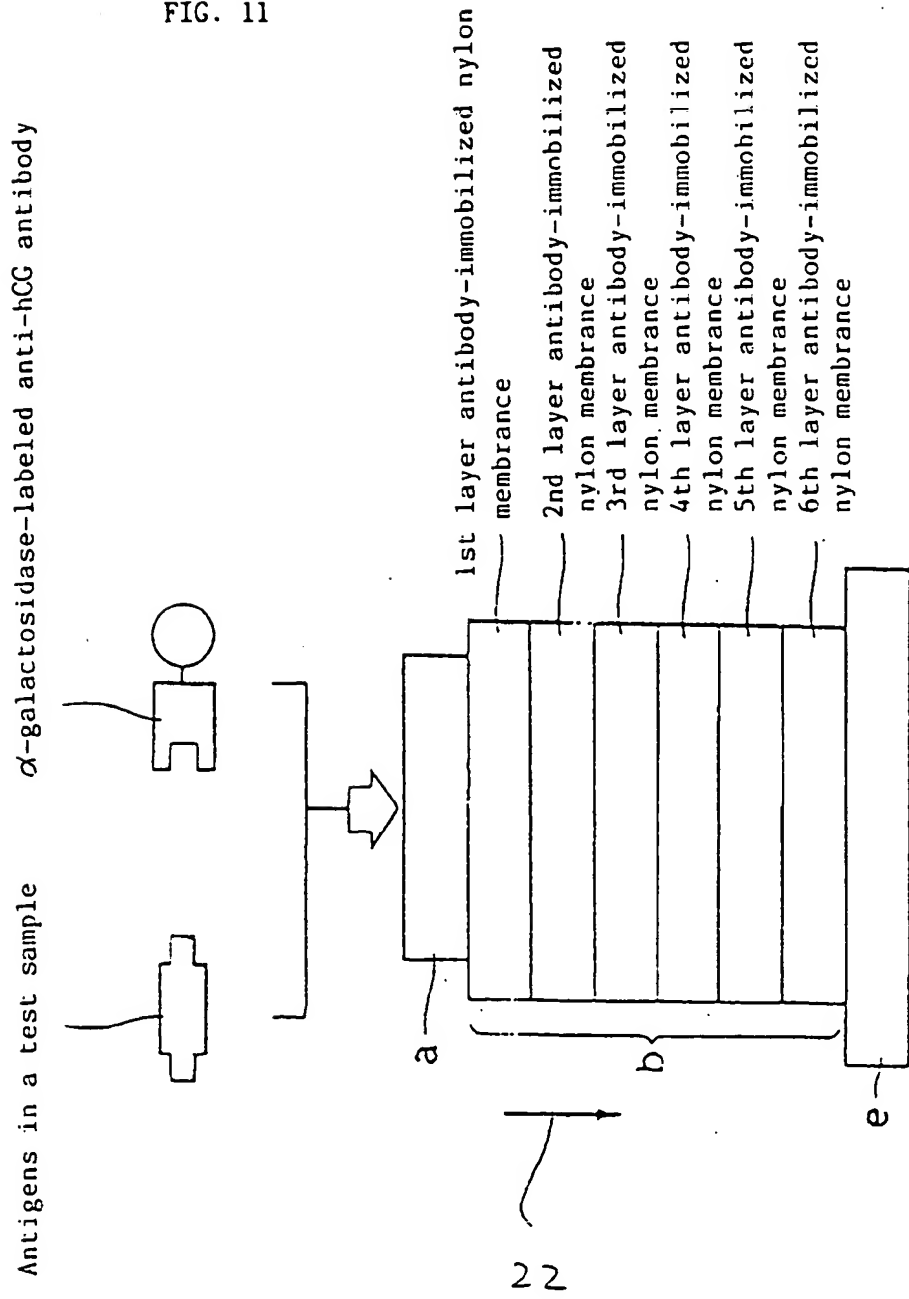 FIG. 11
Antigens in a test sample
α-galactosidase-labeled anti-hCG antibody
a
1st layer antibody-immobilized nylon
membrance
2nd layer antibody-immobilized
nylon membrance
3rd layer antibody-immobilized
nylon membrance
4th layer antibody-immobilized
nylon membrance
5th layer antibody-immobilized
nylon membrance
6th layer antibody-immobilized
nylon membrance
b
22
e